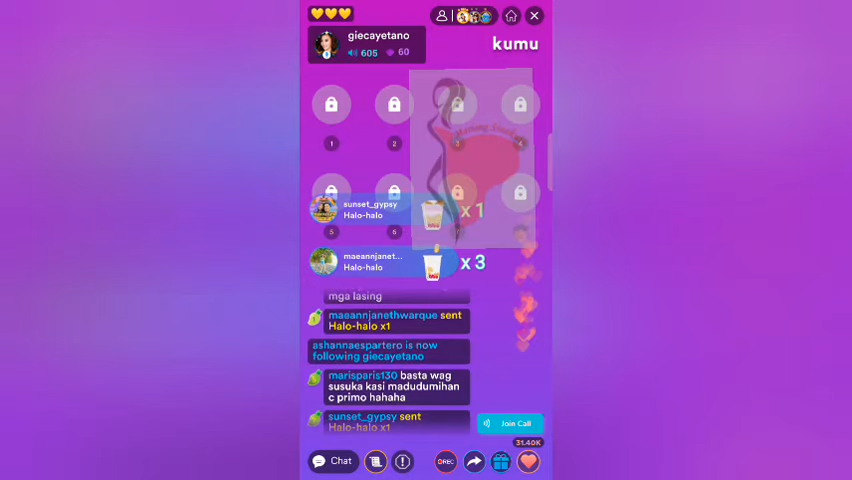 giecayetano
605 60
kumu
1 2 3 4
sunset_gypsy
Halo-halo
x 1
5 6
maeannjanet...
Halo-halo
x 3
mga lasing
maeannjanethwarque sent
Halo-halo x1
ashannaespartero is now
following giecayetano
marisparis130 basta wag
susuka kasi madudumihan
c primo hahaha
sunset_gypsy sent
Halo-halo x1
Join Call
31.40K
Chat
REC